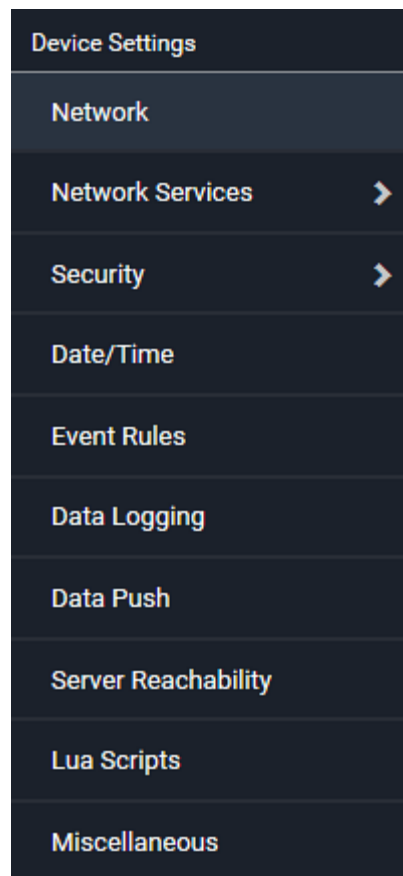 Device Settings
Network
Network Services
Security
Date/Time
Event Rules
Data Logging
Data Push
Server Reachability
Lua Scripts
Miscellaneous